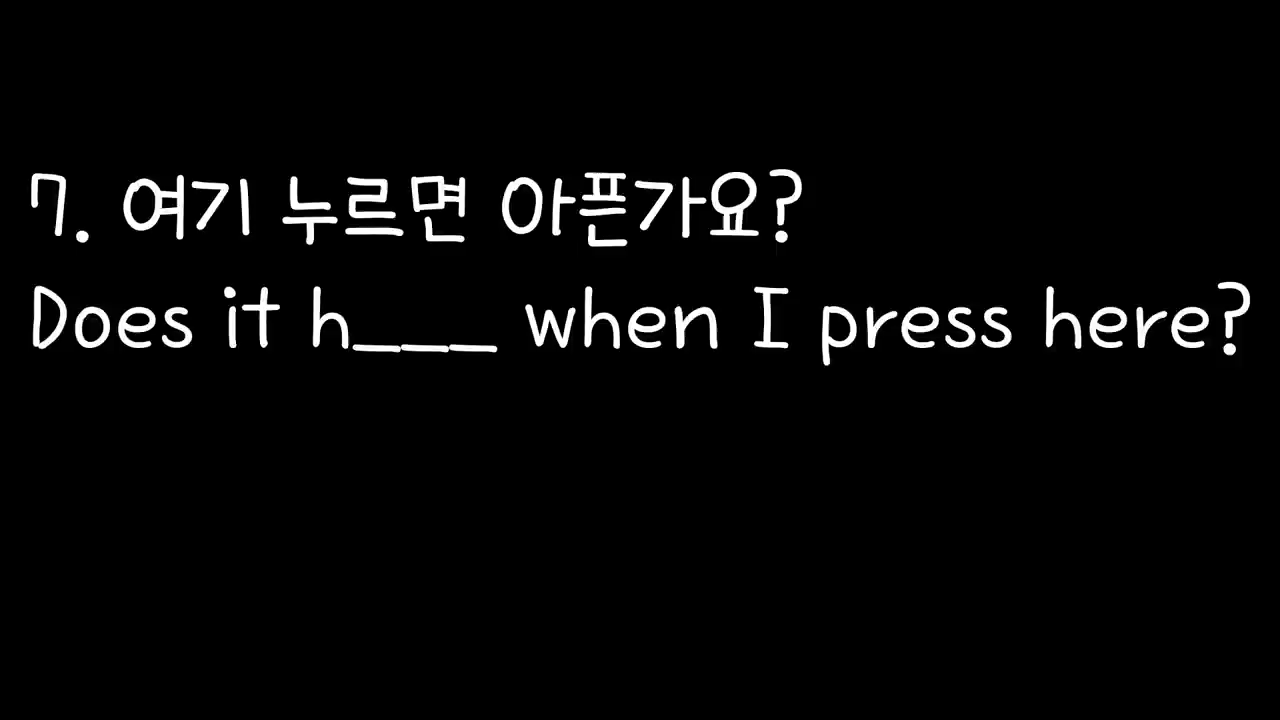 7. 여기 누르면 아픈가요?
Does it h___ when I press here?